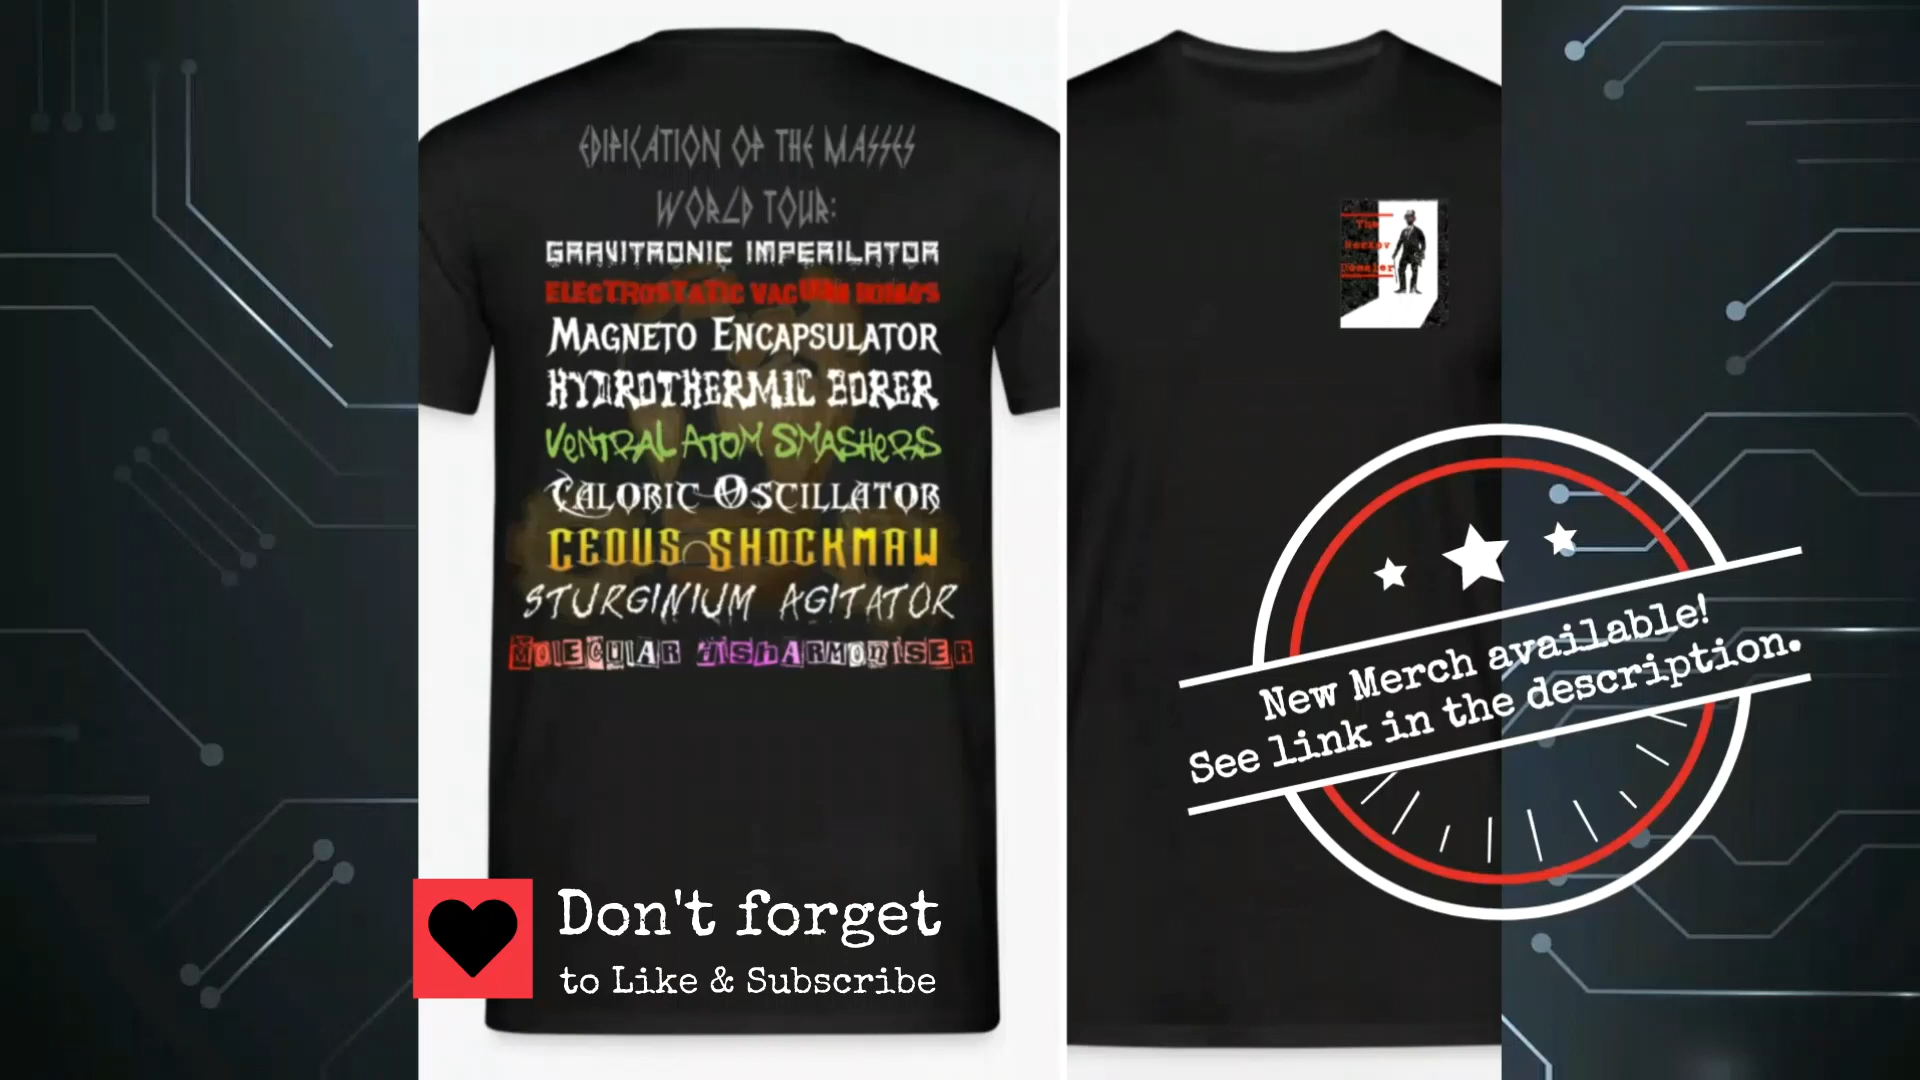 EDIFICATION OF THE MASSES
WORLD TOUR:
GRAVITRONIC IMPERILATOR
ELECTROSTATIC VACUUM
MAGNETO ENCAPSULATOR
HYDROTHERMIC BORER
VENTRAL ATOM SMASHERS
CALORIC OSCILLATOR
CEOUS SHOCKMAW
STURGINIUM AGITATOR
MOLECULAR DISHARMONISER
The
Dossier
New Merch available!
See link in the description.
Don't forget
to Like & Subscribe